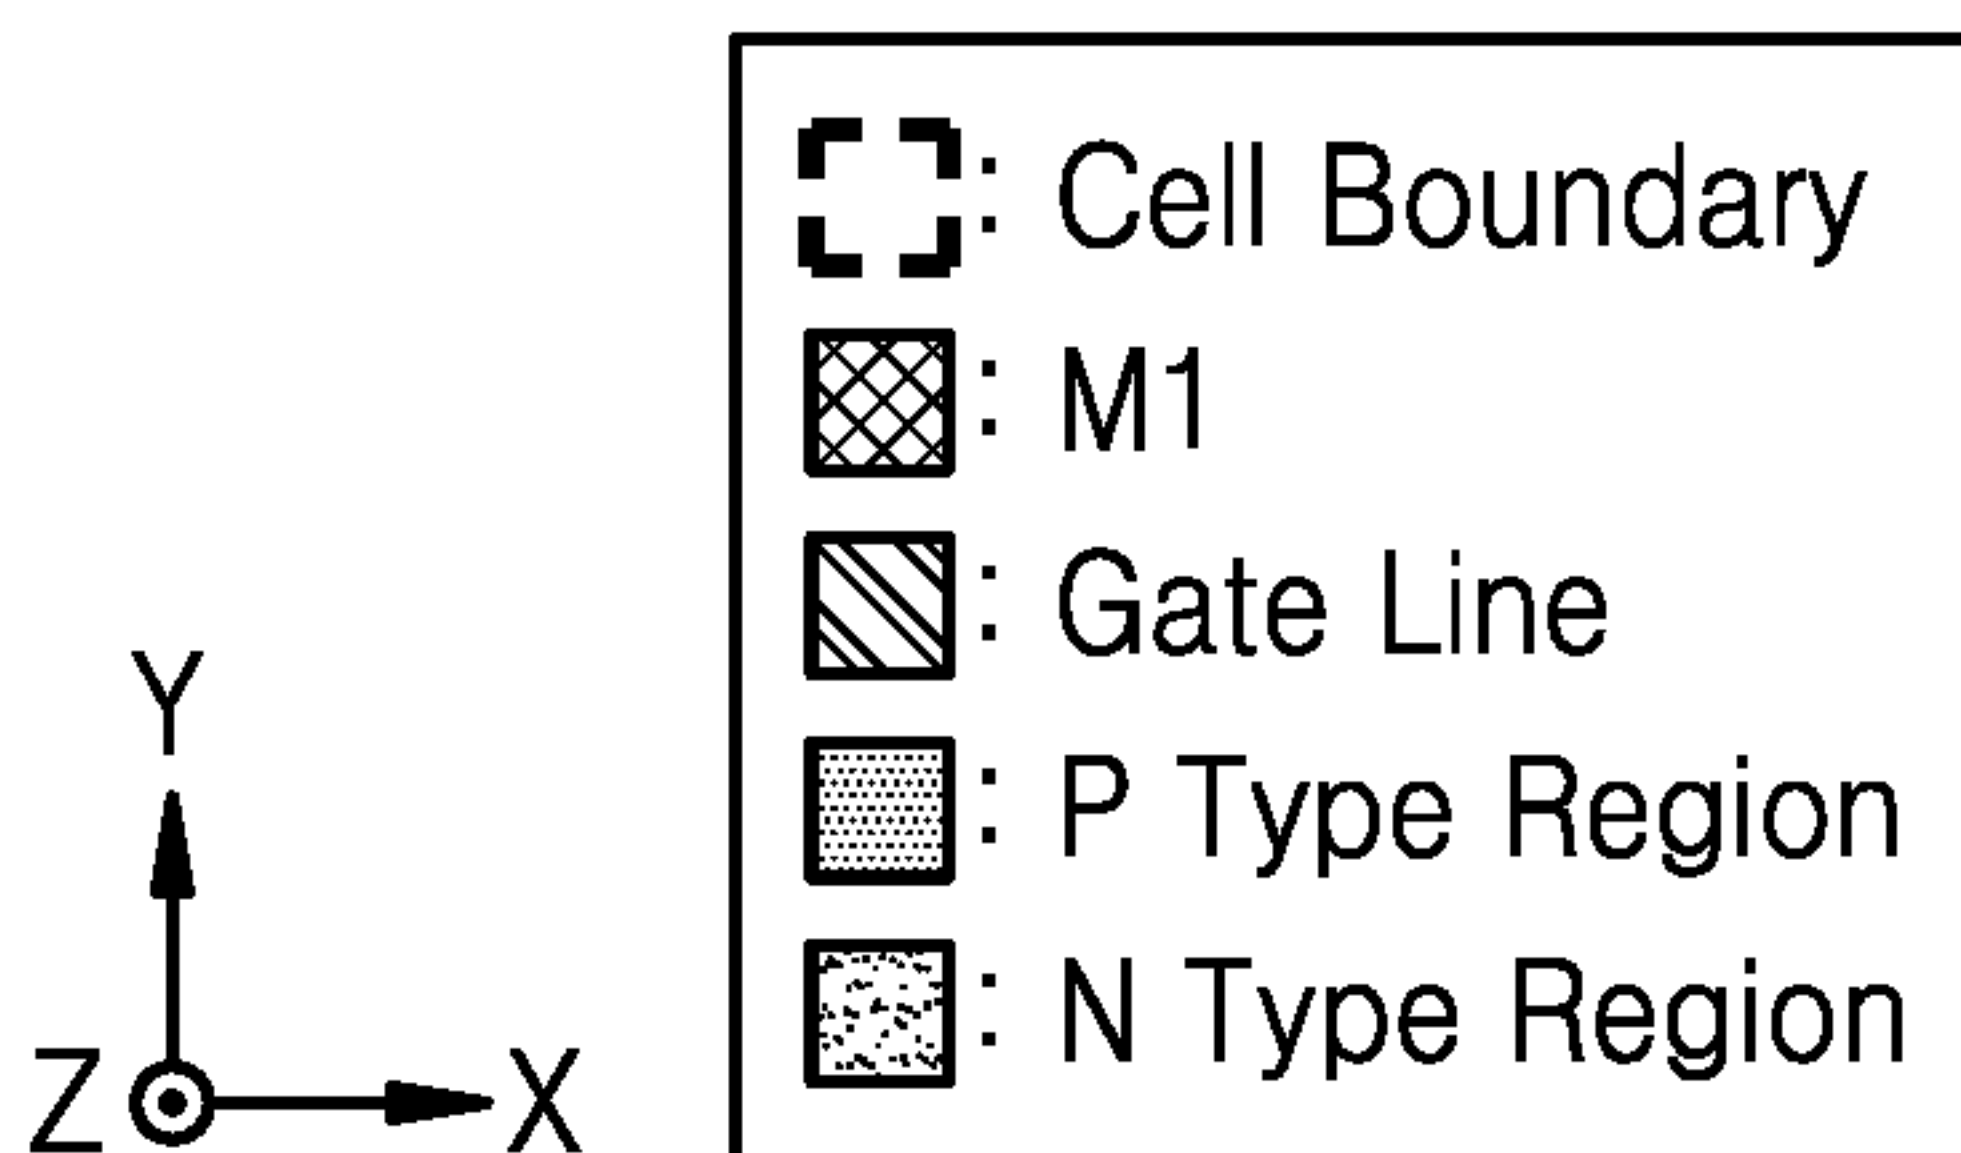 : Cell Boundary
: M1
: Gate Line
: P Type Region
: N Type Region
Y
Z X